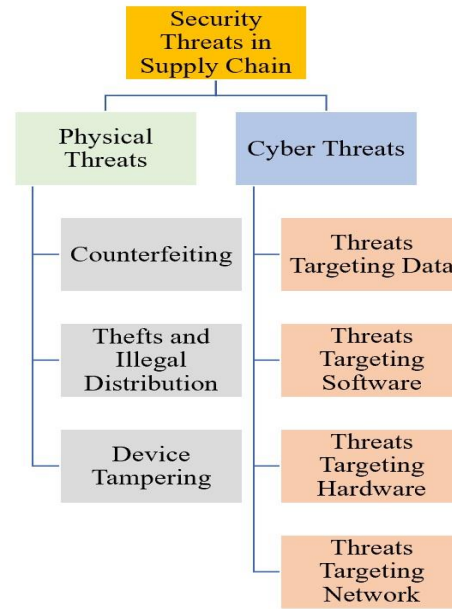 Security
Threats in
Supply Chain
Physical
Threats
Cyber Threats
Counterfeiting
Thefts and
Illegal
Distribution
Device
Tampering
Threats
Targeting Data
Threats
Targeting
Software
Threats
Targeting
Hardware
Threats
Targeting
Network